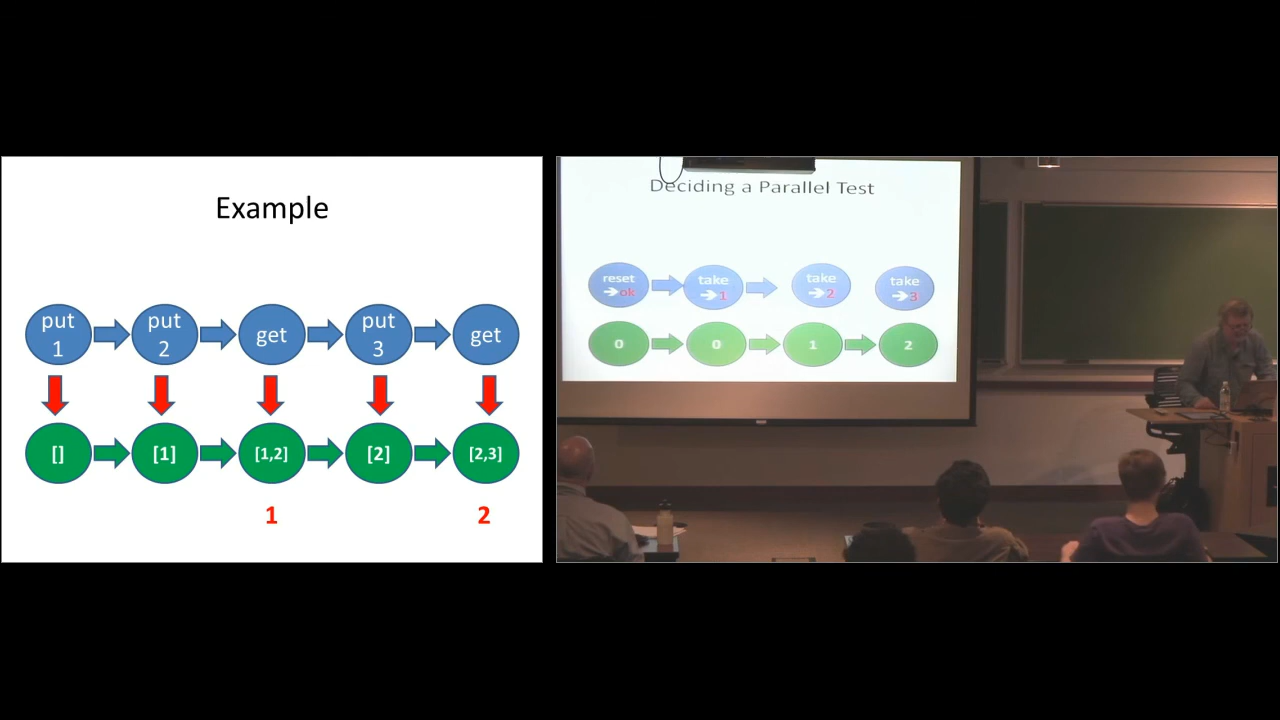 Example
put
1
put
2
get
put
3
get
[]
[1]
[1,2]
[2]
[2,3]
1
2
Deciding a Parallel Test
reset
➔ok
take
➔1
take
➔2
take
➔3
0
0
1
2